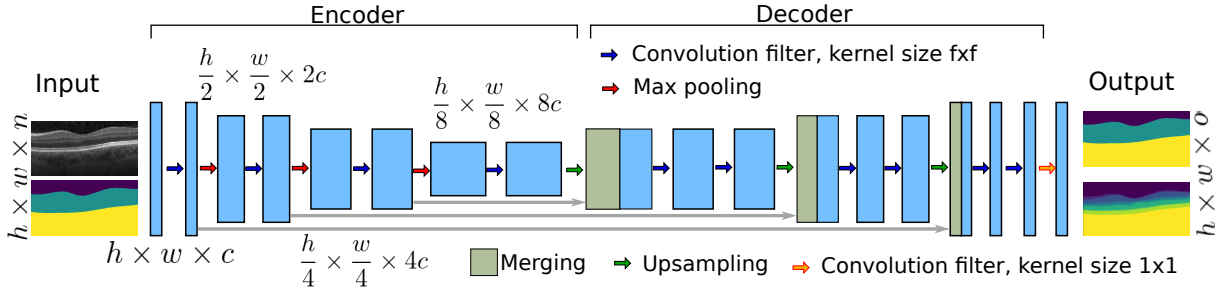 Encoder
Decoder
Convolution filter, kernel size fxf
Max pooling
Input
Output
h/2 × w/2 × 2c
h/8 × w/8 × 8c
h × w × n
h × w × o
h × w × c
h/4 × w/4 × 4c
Merging
Upsampling
Convolution filter, kernel size 1x1